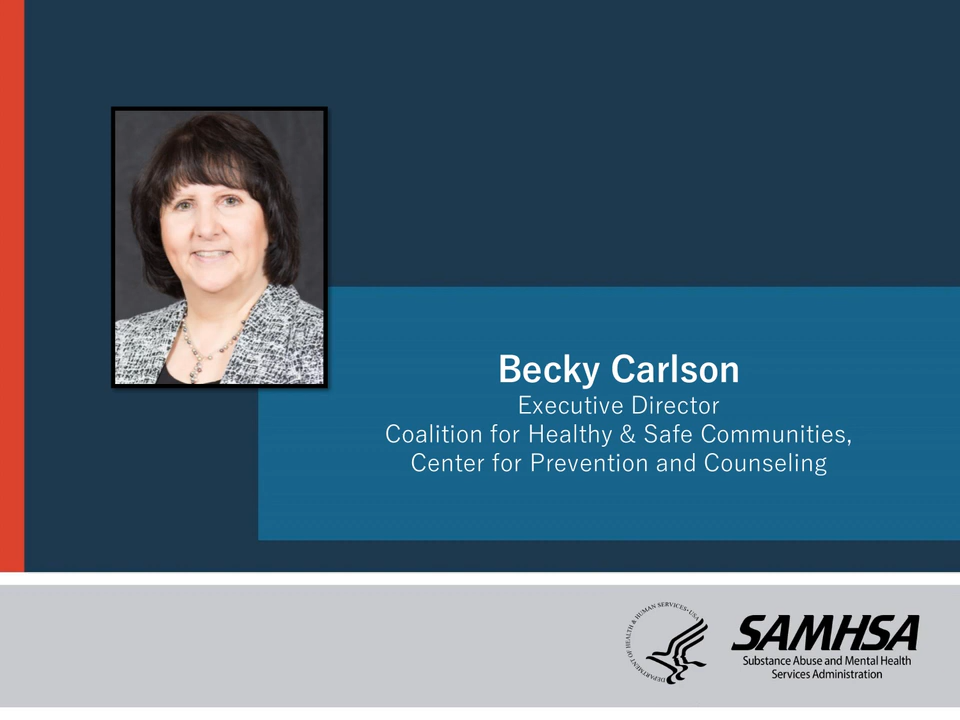 Becky Carlson
Executive Director
Coalition for Healthy & Safe Communities,
Center for Prevention and Counseling
DEPARTMENT OF HEALTH & HUMAN SERVICES • USA
SAMHSA
Substance Abuse and Mental Health
Services Administration